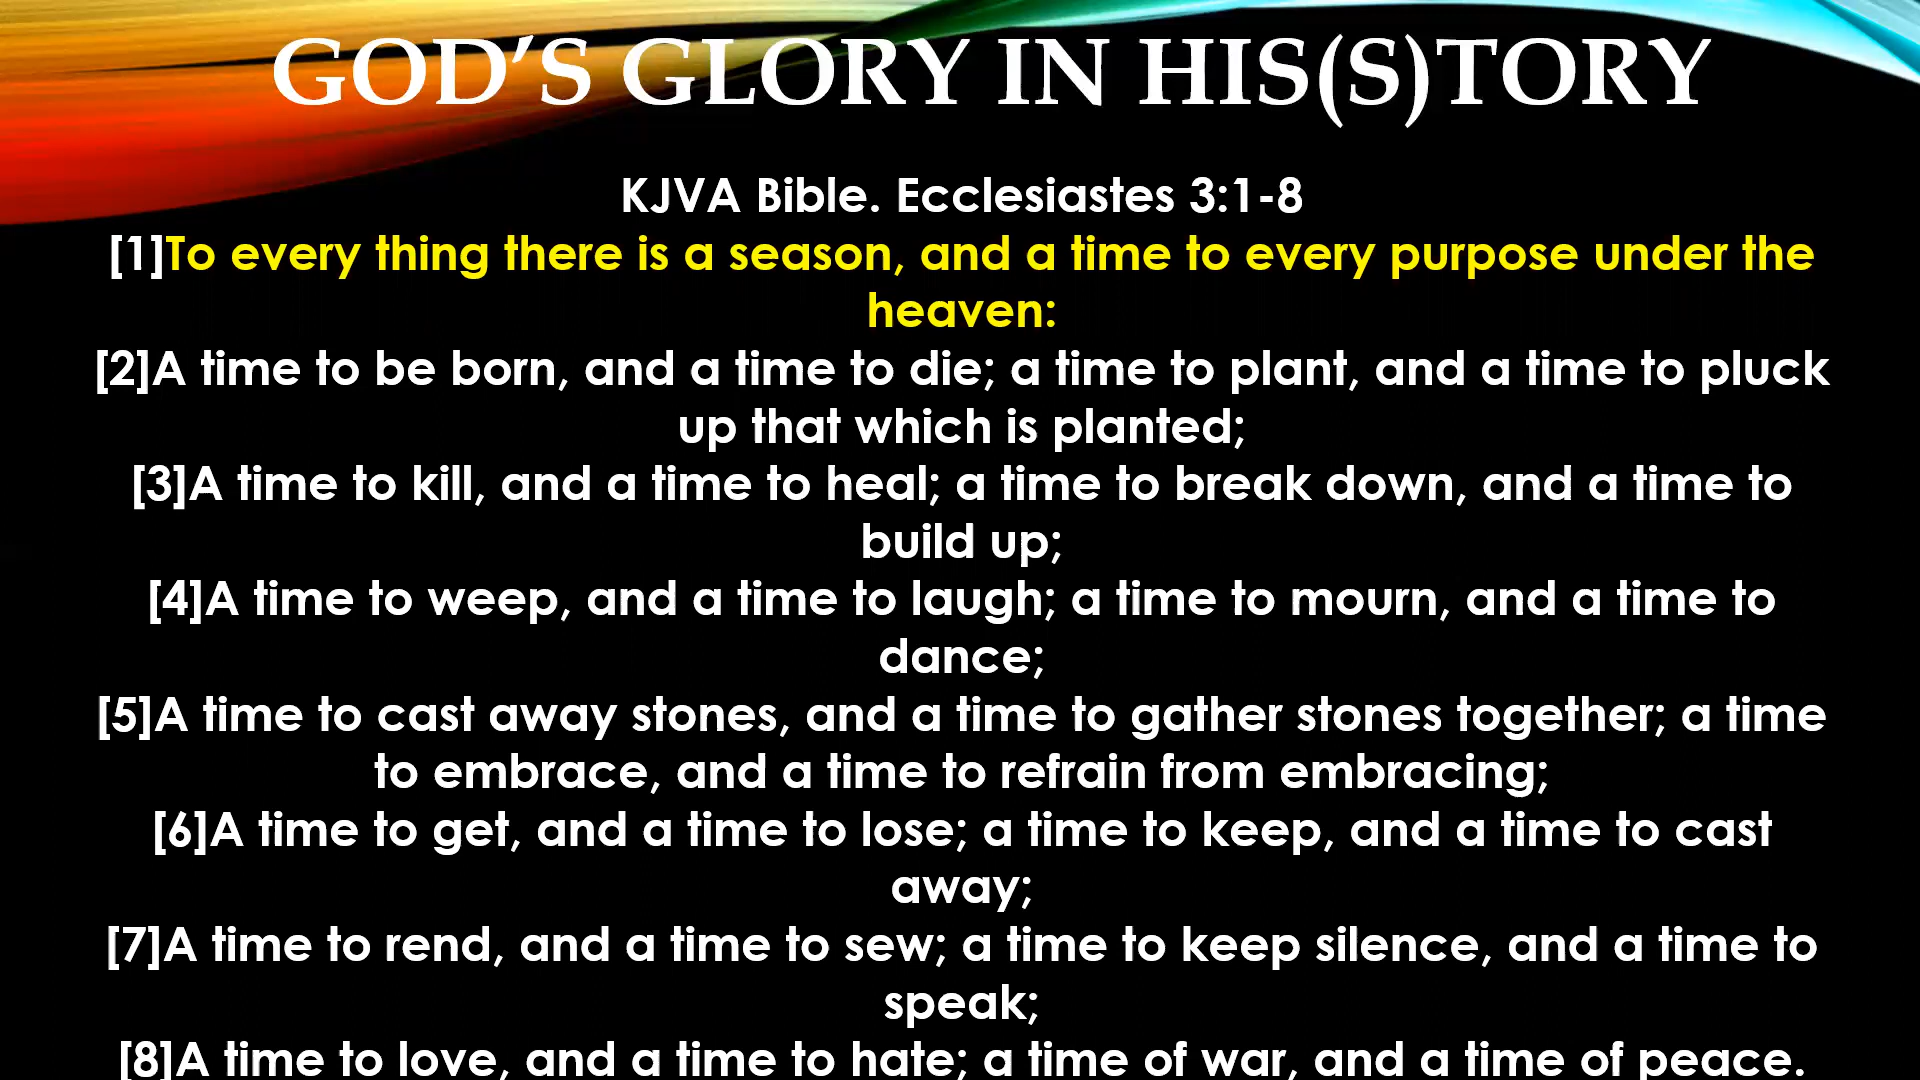 GOD’S GLORY IN HIS(S)TORY
KJVA Bible. Ecclesiastes 3:1-8
[1]To every thing there is a season, and a time to every purpose under the
heaven:
[2]A time to be born, and a time to die; a time to plant, and a time to pluck
up that which is planted;
[3]A time to kill, and a time to heal; a time to break down, and a time to
build up;
[4]A time to weep, and a time to laugh; a time to mourn, and a time to
dance;
[5]A time to cast away stones, and a time to gather stones together; a time
to embrace, and a time to refrain from embracing;
[6]A time to get, and a time to lose; a time to keep, and a time to cast
away;
[7]A time to rend, and a time to sew; a time to keep silence, and a time to
speak;
[8]A time to love, and a time to hate; a time of war, and a time of peace.